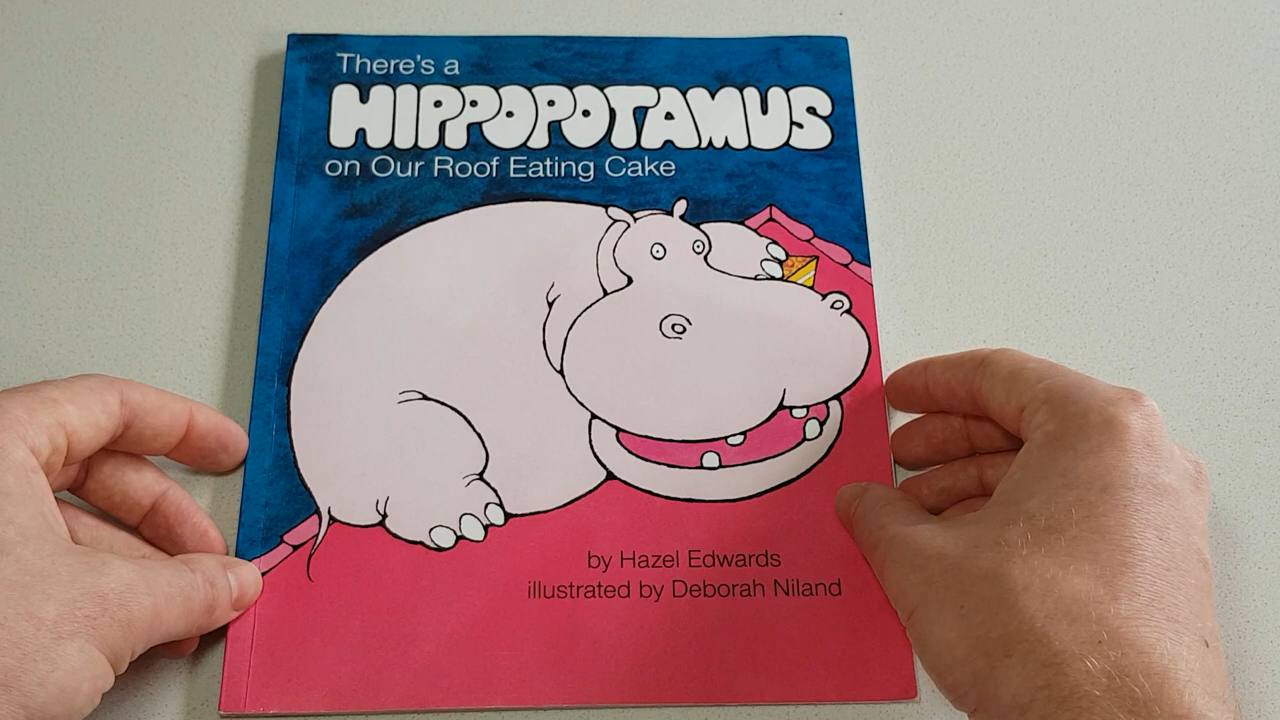 There's a
HIPPOPOTAMUS
on Our Roof Eating Cake
by Hazel Edwards
illustrated by Deborah Niland